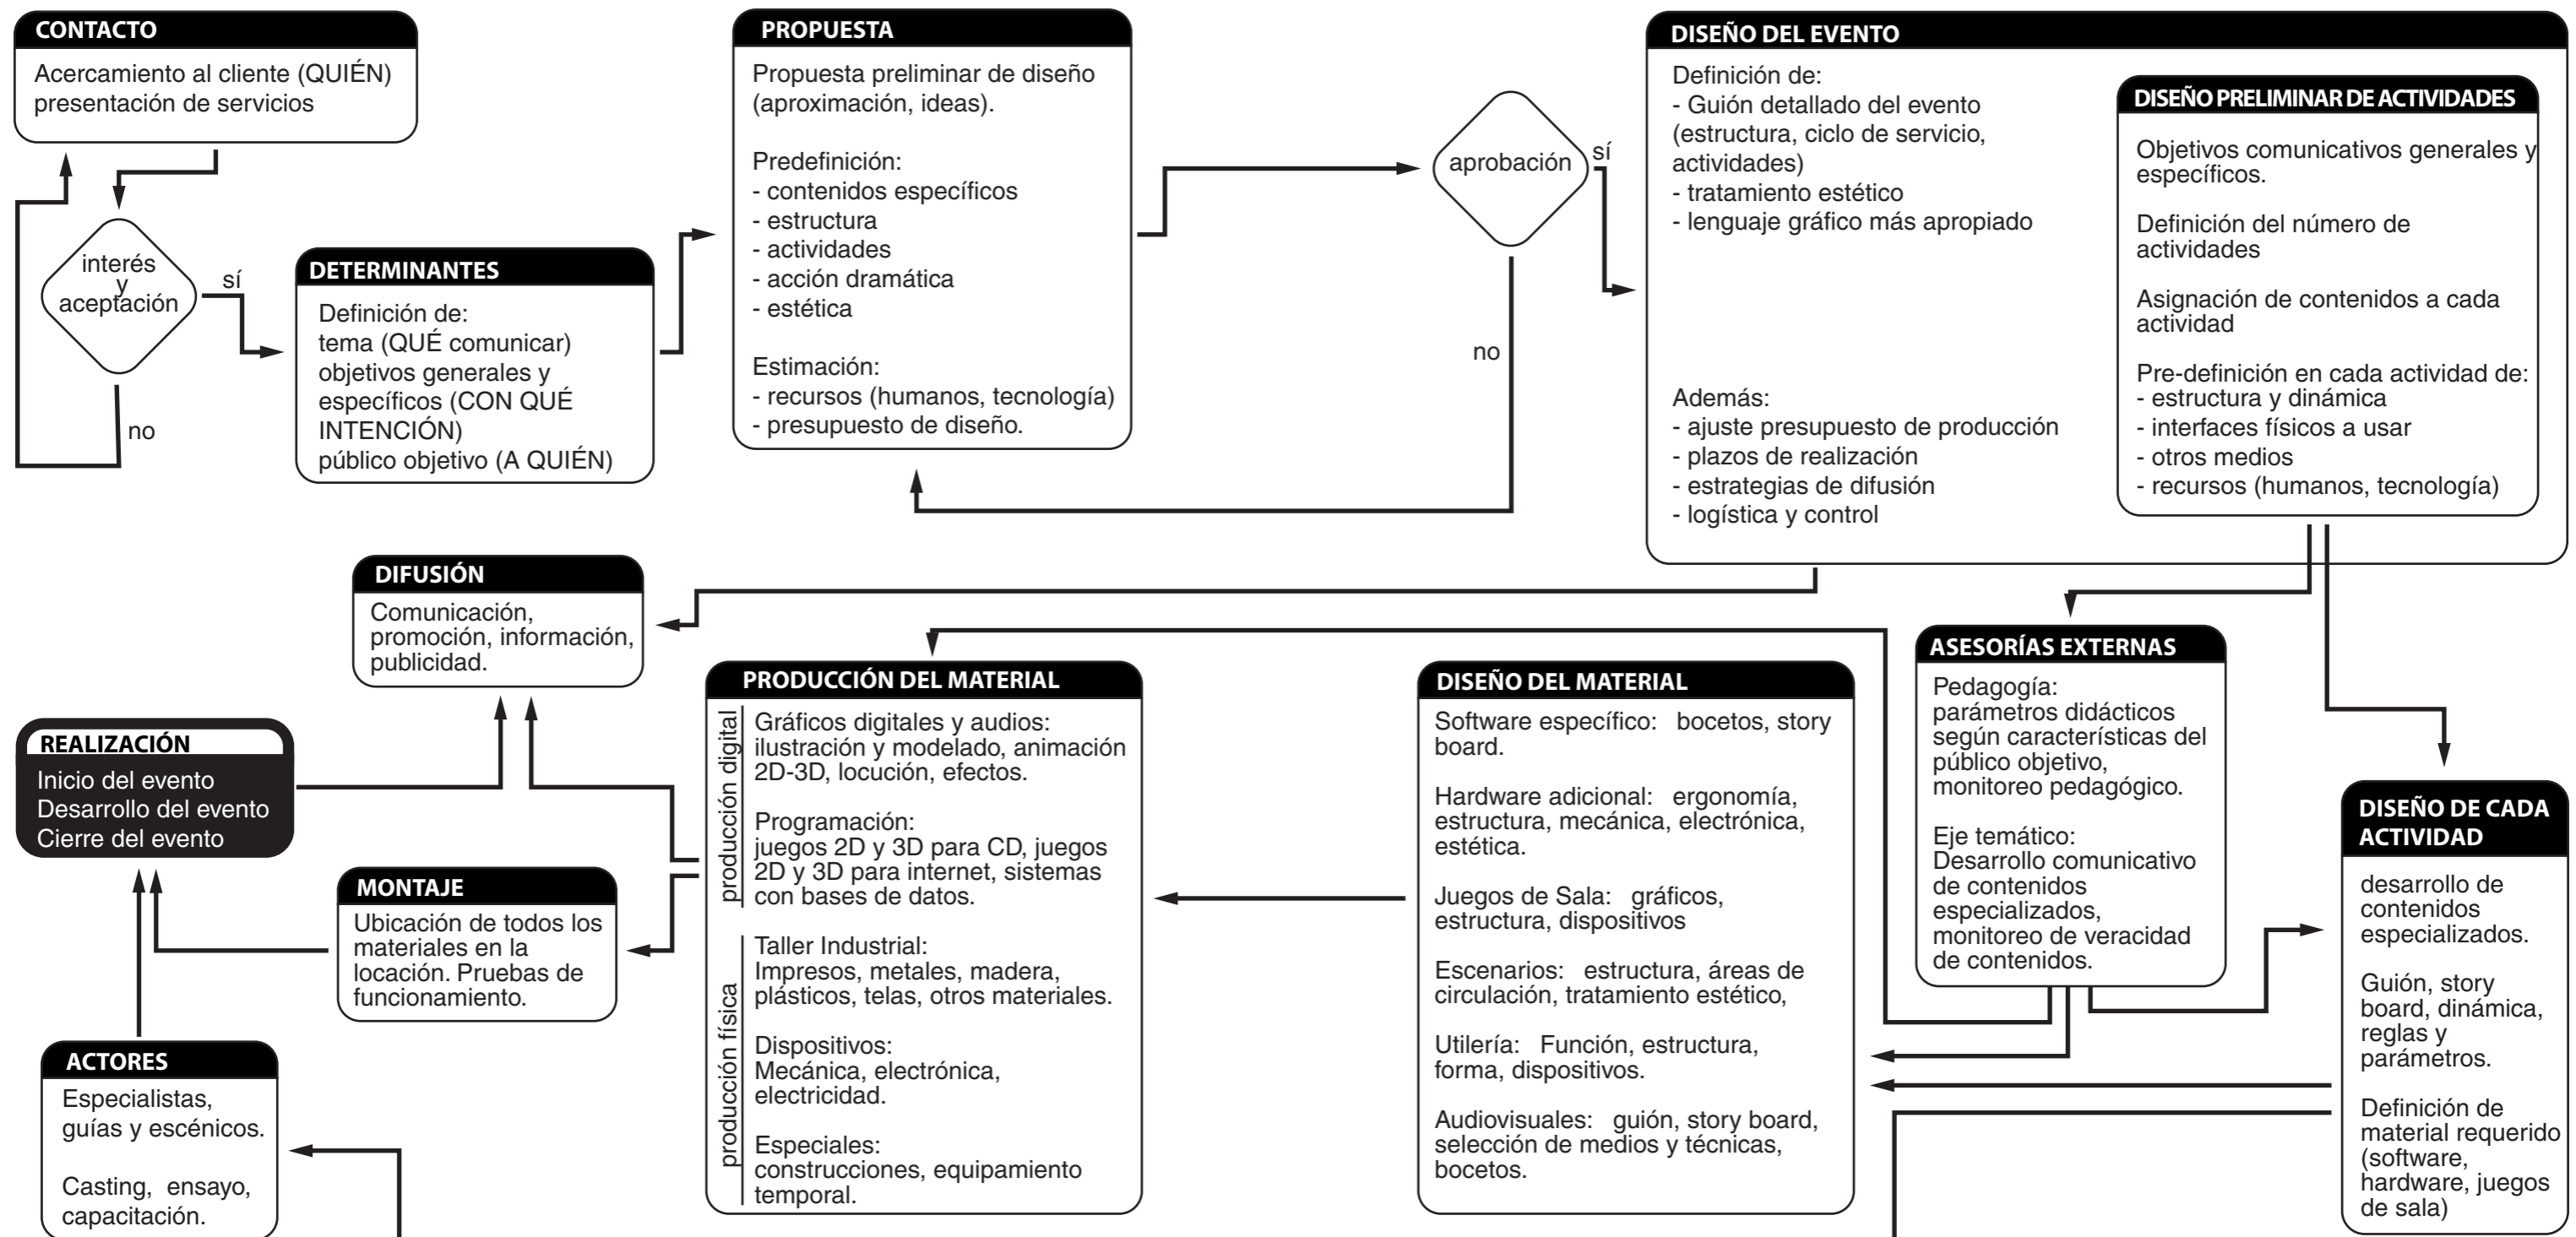 CONTACTO
Acercamiento al cliente (QUIÉN)
presentación de servicios
interés
y
aceptación
sí
no
DETERMINANTES
Definición de:
tema (QUÉ comunicar)
objetivos generales y
específicos (CON QUÉ
INTENCIÓN)
público objetivo (A QUIÉN)
PROPUESTA
Propuesta preliminar de diseño
(aproximación, ideas).
Predefinición:
- contenidos específicos
- estructura
- actividades
- acción dramática
- estética
Estimación:
- recursos (humanos, tecnología)
- presupuesto de diseño.
aprobación
sí
no
DISEÑO DEL EVENTO
Definición de:
- Guión detallado del evento
(estructura, ciclo de servicio,
actividades)
- tratamiento estético
- lenguaje gráfico más apropiado
Además:
- ajuste presupuesto de producción
- plazos de realización
- estrategias de difusión
- logística y control
DISEÑO PRELIMINAR DE ACTIVIDADES
Objetivos comunicativos generales y
específicos.
Definición del número de
actividades
Asignación de contenidos a cada
actividad
Pre-definición en cada actividad de:
- estructura y dinámica
- interfaces físicos a usar
- otros medios
- recursos (humanos, tecnología)
DIFUSIÓN
Comunicación,
promoción, información,
publicidad.
REALIZACIÓN
Inicio del evento
Desarrollo del evento
Cierre del evento
MONTAJE
Ubicación de todos los
materiales en la
locación. Pruebas de
funcionamiento.
ACTORES
Especialistas,
guías y escénicos.
Casting, ensayo,
capacitación.
PRODUCCIÓN DEL MATERIAL
producción digital
Gráficos digitales y audios:
ilustración y modelado, animación
2D-3D, locución, efectos.
Programación:
juegos 2D y 3D para CD, juegos
2D y 3D para internet, sistemas
con bases de datos.
producción física
Taller Industrial:
Impresos, metales, madera,
plásticos, telas, otros materiales.
Dispositivos:
Mecánica, electrónica,
electricidad.
Especiales:
construcciones, equipamiento
temporal.
DISEÑO DEL MATERIAL
Software específico: bocetos, story
board.
Hardware adicional: ergonomía,
estructura, mecánica, electrónica,
estética.
Juegos de Sala: gráficos,
estructura, dispositivos
Escenarios: estructura, áreas de
circulación, tratamiento estético,
Utilería: Función, estructura,
forma, dispositivos.
Audiovisuales: guión, story board,
selección de medios y técnicas,
bocetos.
ASESORÍAS EXTERNAS
Pedagogía:
parámetros didácticos
según características del
público objetivo,
monitoreo pedagógico.
Eje temático:
Desarrollo comunicativo
de contenidos
especializados,
monitoreo de veracidad
de contenidos.
DISEÑO DE CADA
ACTIVIDAD
desarrollo de
contenidos
especializados.
Guión, story
board, dinámica,
reglas y
parámetros.
Definición de
material requerido
(software,
hardware, juegos
de sala)